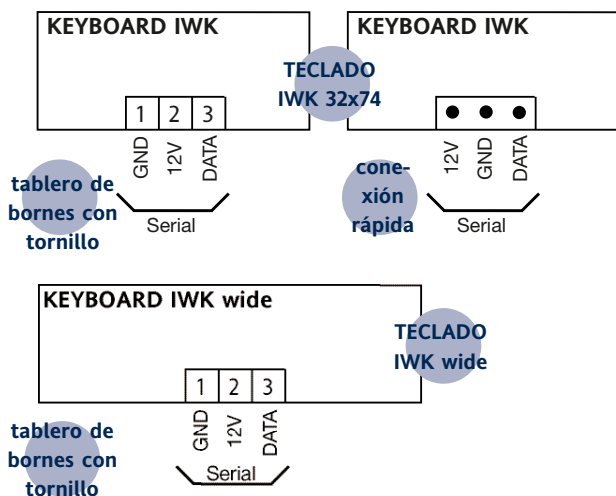 KEYBOARD IWK
1 2 3
GND
12V
DATA
Serial
tablero de
bornes con
tornillo
TECLADO
IWK 32x74
KEYBOARD IWK
12V
GND
DATA
Serial
cone-
xión
rápida
KEYBOARD IWK wide
1 2 3
GND
12V
DATA
Serial
TECLADO
IWK wide
tablero de
bornes con
tornillo